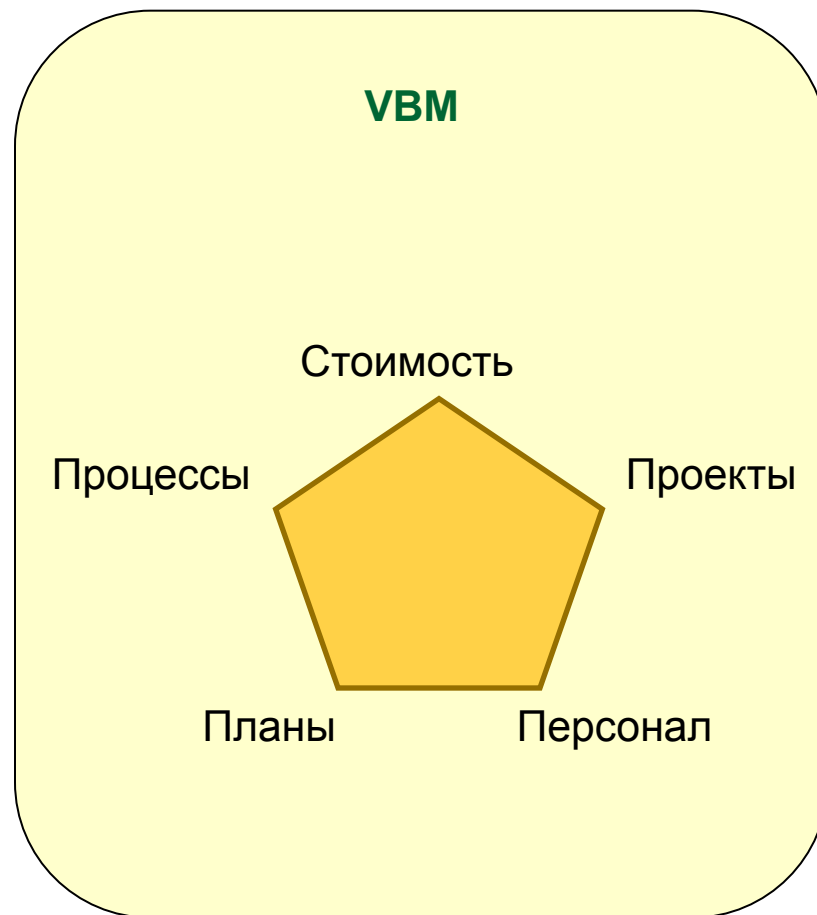 VBM
Стоимость
Процессы
Проекты
Планы
Персонал